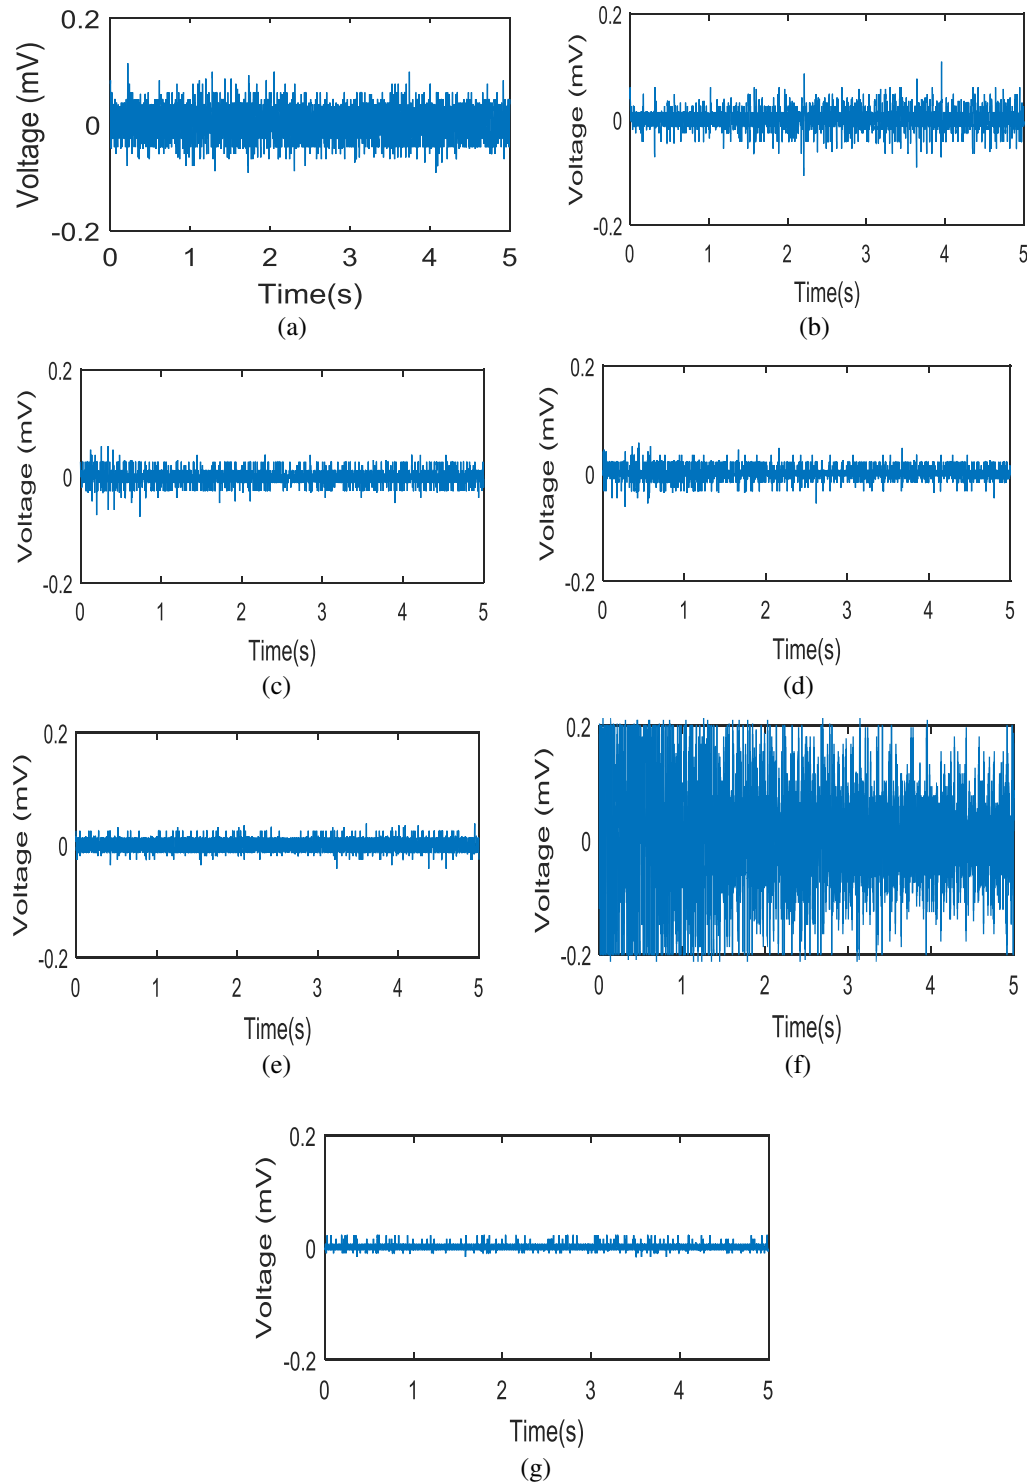 0.2
Voltage (mV)
0
-0.2
0 1 2 3 4 5
Time(s)
(a)
0.2
Voltage (mV)
0
-0.2
0 1 2 3 4 5
Time(s)
(b)
0.2
Voltage (mV)
0
-0.2
0 1 2 3 4 5
Time(s)
(c)
0.2
Voltage (mV)
0
-0.2
0 1 2 3 4 5
Time(s)
(d)
0.2
Voltage (mV)
0
-0.2
0 1 2 3 4 5
Time(s)
(e)
0.2
Voltage (mV)
0
-0.2
0 1 2 3 4 5
Time(s)
(f)
0.2
Voltage (mV)
0
-0.2
0 1 2 3 4 5
Time(s)
(g)